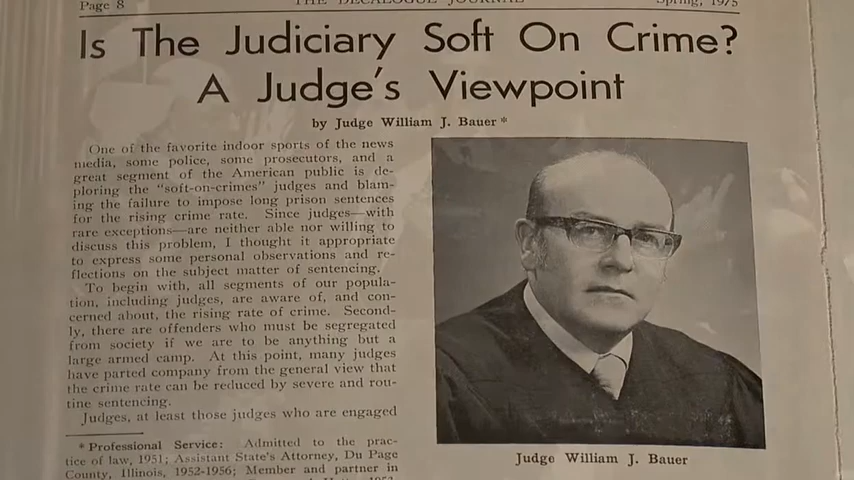 Page 8
THE DECALOGUE JOURNAL
Spring, 1975
Is The Judiciary Soft On Crime?
A Judge's Viewpoint
by Judge William J. Bauer *
One of the favorite indoor sports of the news
media, some police, some prosecutors, and a
great segment of the American public is de-
ploring the "soft-on-crimes" judges and blam-
ing the failure to impose long prison sentences
for the rising crime rate. Since judges—with
rare exceptions—are neither able nor willing to
discuss this problem, I thought it appropriate
to express some personal observations and re-
flections on the subject matter of sentencing.
To begin with, all segments of our popula-
tion, including judges, are aware of, and con-
cerned about, the rising rate of crime. Second-
ly, there are offenders who must be segregated
from society if we are to be anything but a
large armed camp. At this point, many judges
have parted company from the general view that
the crime rate can be reduced by severe and rou-
tine sentencing.
Judges, at least those judges who are engaged
* Professional Service: Admitted to the prac-
tice of law, 1951; Assistant State's Attorney, Du Page
County, Illinois, 1952-1956; Member and partner in
Judge William J. Bauer